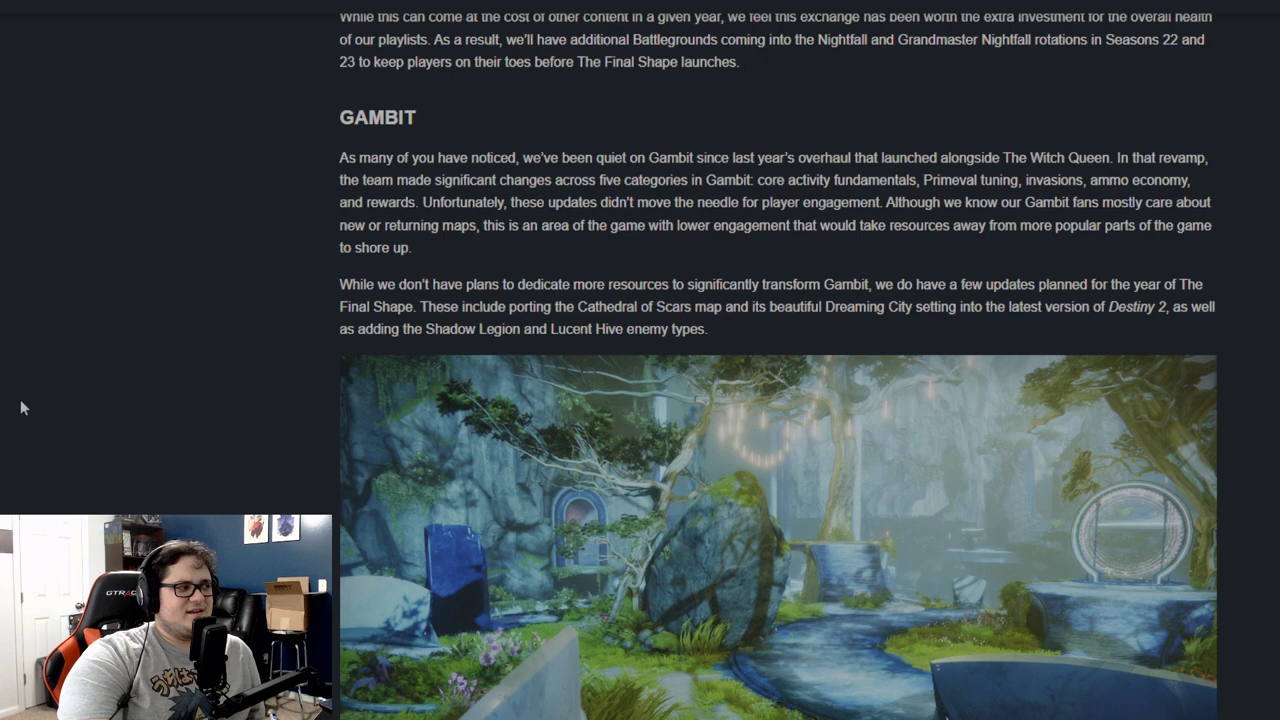 While this can come at the cost of other content in a given year, we feel this exchange has been worth the extra investment for the overall health
of our playlists. As a result, we'll have additional Battlegrounds coming into the Nightfall and Grandmaster Nightfall rotations in Seasons 22 and
23 to keep players on their toes before The Final Shape launches.
GAMBIT
As many of you have noticed, we've been quiet on Gambit since last year's overhaul that launched alongside The Witch Queen. In that revamp,
the team made significant changes across five categories in Gambit: core activity fundamentals, Primeval tuning, invasions, ammo economy,
and rewards. Unfortunately, these updates didn't move the needle for player engagement. Although we know our Gambit fans mostly care about
new or returning maps, this is an area of the game with lower engagement that would take resources away from more popular parts of the game
to shore up.
While we don't have plans to dedicate more resources to significantly transform Gambit, we do have a few updates planned for the year of The
Final Shape. These include porting the Cathedral of Scars map and its beautiful Dreaming City setting into the latest version of Destiny 2, as well
as adding the Shadow Legion and Lucent Hive enemy types.